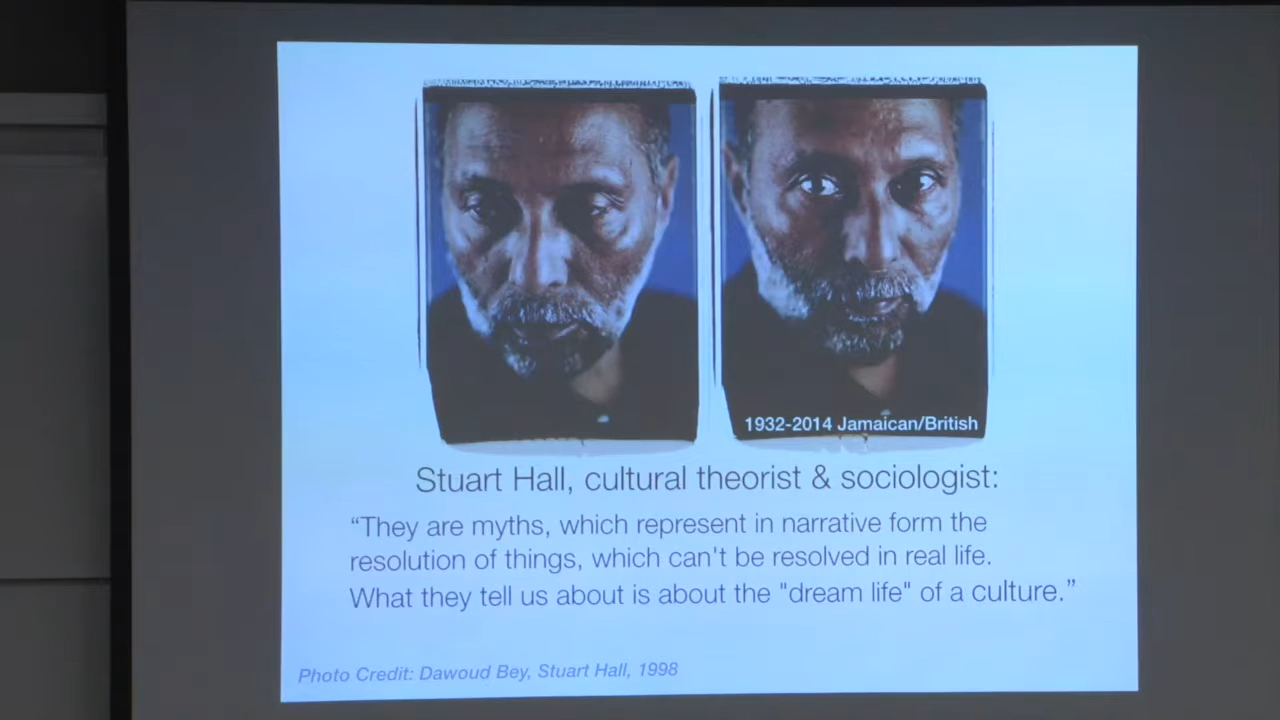 1932-2014 Jamaican/British
Stuart Hall, cultural theorist & sociologist:
“They are myths, which represent in narrative form the
resolution of things, which can't be resolved in real life.
What they tell us about is about the "dream life" of a culture.”
Photo Credit: Dawoud Bey, Stuart Hall, 1998